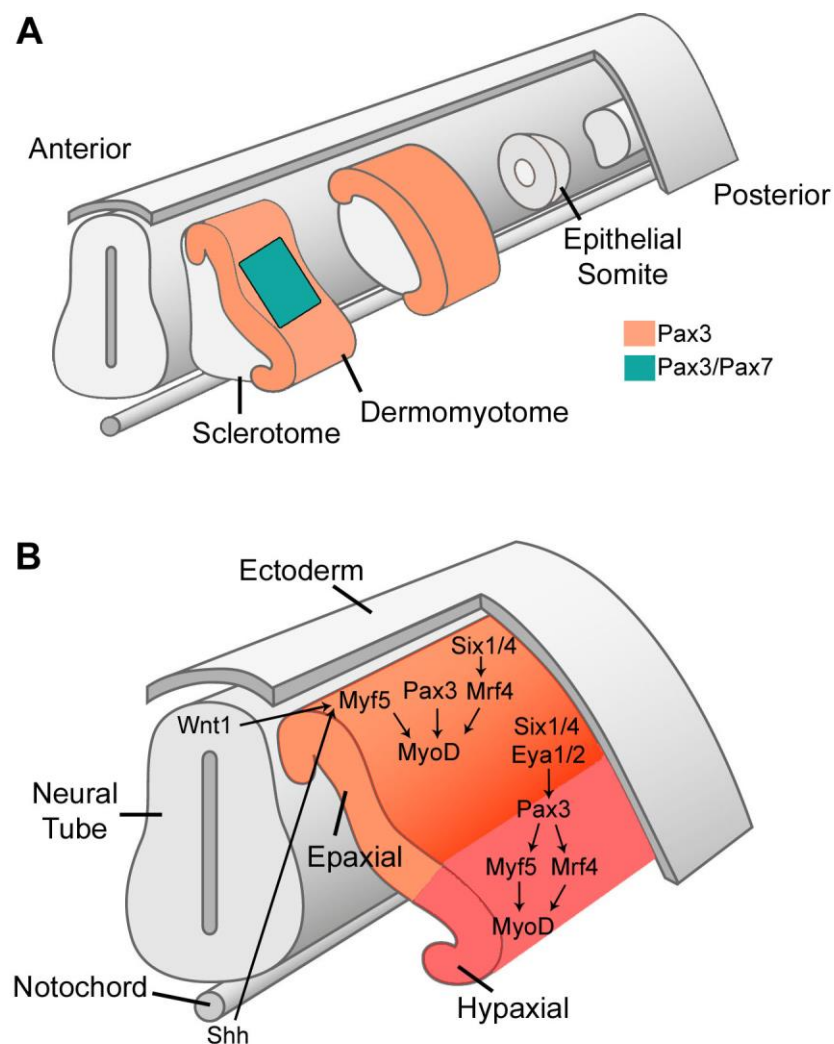 A
Anterior
Posterior
Epithelial
Somite
Pax3
Pax3/Pax7
Dermomyotome
Sclerotome
B
Ectoderm
Six1/4
Myf5 Pax3 Mrf4
Wnt1
MyoD
Six1/4
Eya1/2
Neural
Tube
Pax3
Epaxial
Myf5 Mrf4
MyoD
Notochord
Hypaxial
Shh